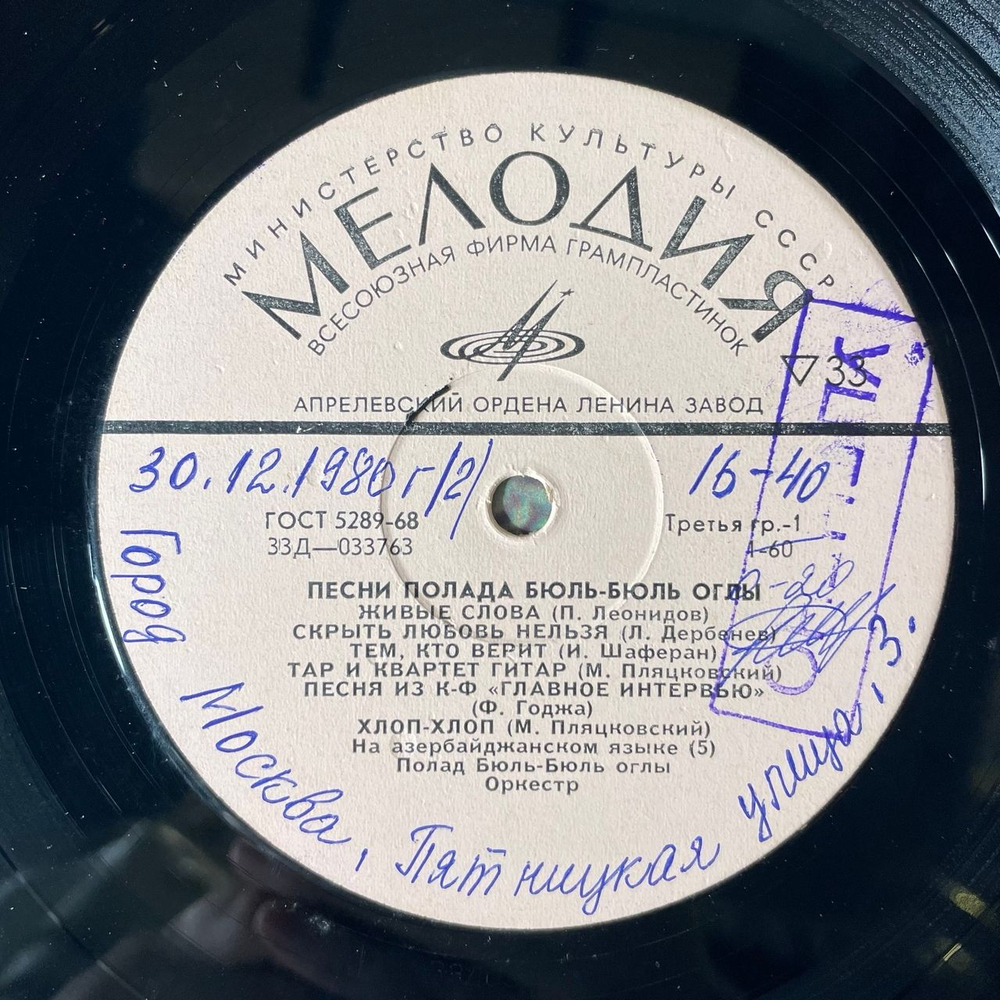 МИНИСТЕРСТВО КУЛЬТУРЫ СССР
МЕЛОДИЯ
ВСЕСОЮЗНАЯ ФИРМА ГРАМПЛАСТИНОК
▽33
АПРЕЛЕВСКИЙ ОРДЕНА ЛЕНИНА ЗАВОД
30.12.1980 г (2)
16-40
ГОСТ 5289-68
Третья гр.-1
33Д—033763
1-60
0-20
ПЕСНИ ПОЛАДА БЮЛЬ-БЮЛЬ ОГЛЫ
ЖИВЫЕ СЛОВА (П. Леонидов)
СКРЫТЬ ЛЮБОВЬ НЕЛЬЗЯ (Л. Дербенев)
ТЕМ, КТО ВЕРИТ (И. Шаферан)
ТАР И КВАРТЕТ ГИТАР (М. Пляцковский)
ПЕСНЯ ИЗ К-Ф «ГЛАВНОЕ ИНТЕРВЬЮ»
(Ф. Годжа)
ХЛОП-ХЛОП (М. Пляцковский)
На азербайджанском языке (5)
Полад Бюль-Бюль оглы
Оркестр
Город Москва, Пятницкая улица, 3.